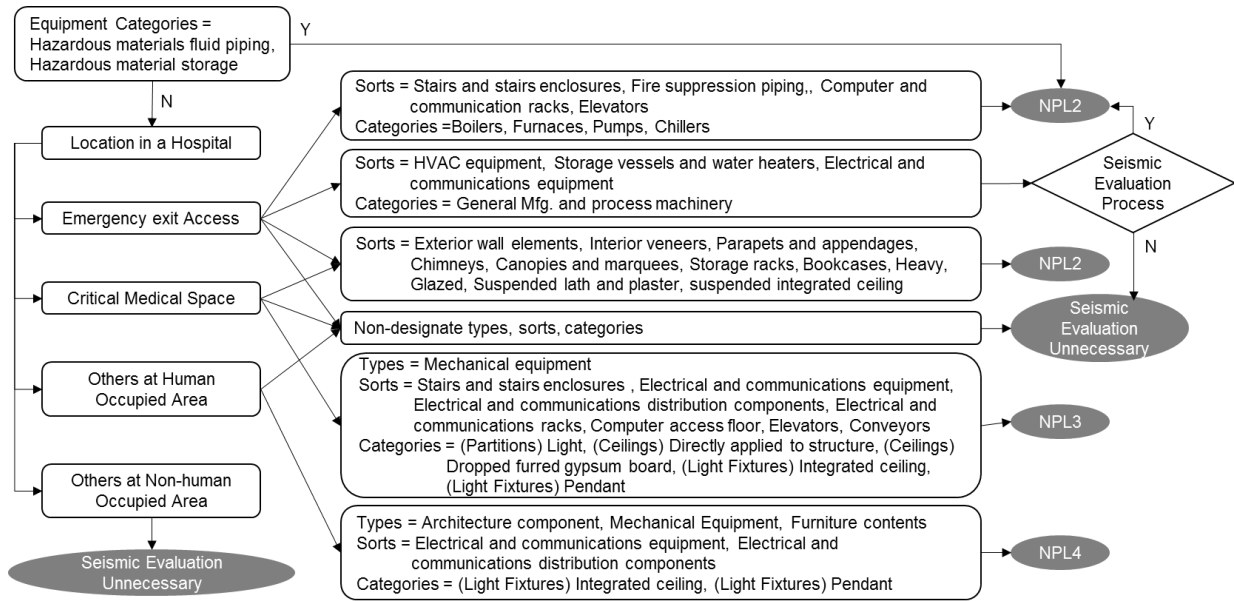 Equipment Categories =
Hazardous materials fluid piping,
Hazardous material storage
Y
N
Location in a Hospital
Emergency exit Access
Critical Medical Space
Others at Human
Occupied Area
Others at Non-human
Occupied Area
Seismic Evaluation
Unnecessary
Sorts = Stairs and stairs enclosures, Fire suppression piping,, Computer and
communication racks, Elevators
Categories =Boilers, Furnaces, Pumps, Chillers
NPL2
Sorts = HVAC equipment, Storage vessels and water heaters, Electrical and
communications equipment
Categories = General Mfg. and process machinery
Y
Seismic
Evaluation
Process
N
Sorts = Exterior wall elements, Interior veneers, Parapets and appendages,
Chimneys, Canopies and marquees, Storage racks, Bookcases, Heavy,
Glazed, Suspended lath and plaster, suspended integrated ceiling
NPL2
Non-designate types, sorts, categories
Seismic
Evaluation
Unnecessary
Types = Mechanical equipment
Sorts = Stairs and stairs enclosures , Electrical and communications equipment,
Electrical and communications distribution components, Electrical and
communications racks, Computer access floor, Elevators, Conveyors
Categories = (Partitions) Light, (Ceilings) Directly applied to structure, (Ceilings)
Dropped furred gypsum board, (Light Fixtures) Integrated ceiling,
(Light Fixtures) Pendant
NPL3
Types = Architecture component, Mechanical Equipment, Furniture contents
Sorts = Electrical and communications equipment, Electrical and
communications distribution components
Categories = (Light Fixtures) Integrated ceiling, (Light Fixtures) Pendant
NPL4